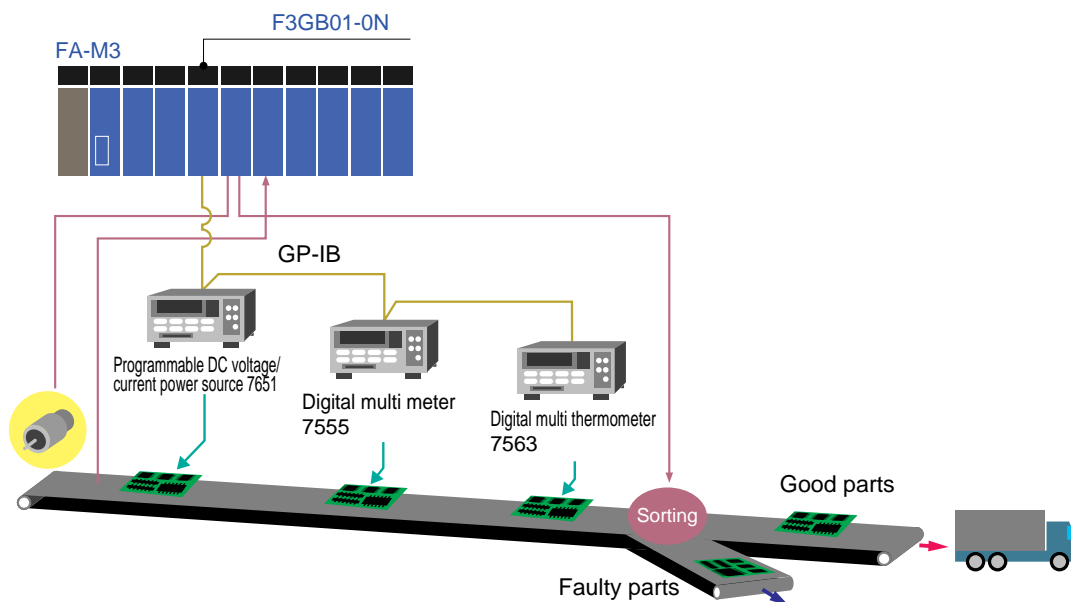 F3GB01-0N
FA-M3
GP-IB
Programmable DC voltage/
current power source 7651
Digital multi meter
7555
Digital multi thermometer
7563
Sorting
Good parts
Faulty parts